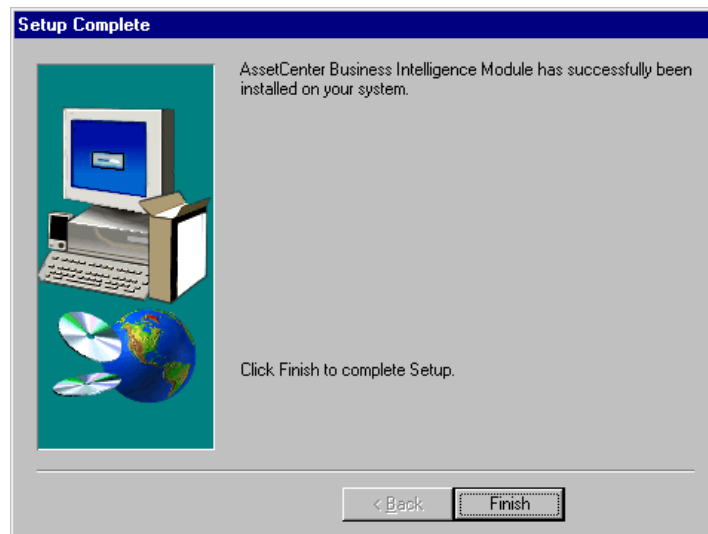 Setup Complete
AssetCenter Business Intelligence Module has successfully been
installed on your system.
Click Finish to complete Setup.
< Back
Finish